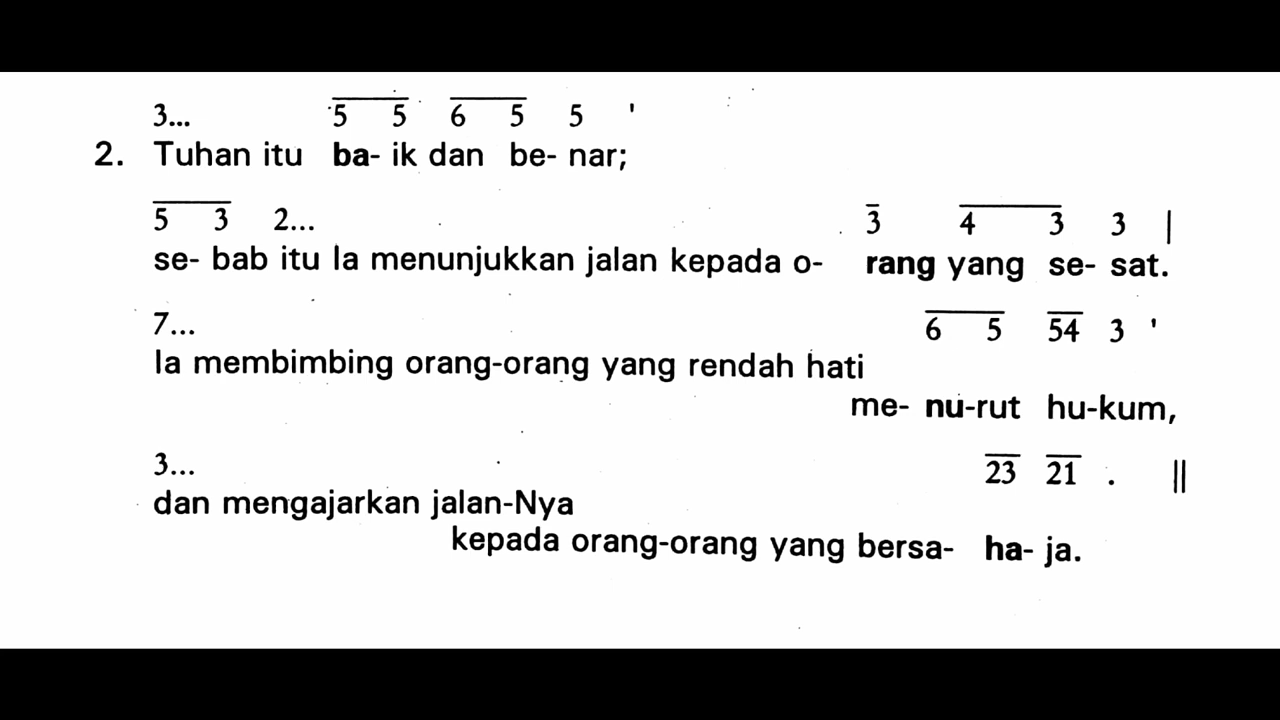 3... 5 5 6 5 5 '
2. Tuhan itu ba- ik dan be- nar;
5 3 2... 3 4 3 3 |
se- bab itu Ia menunjukkan jalan kepada o- rang yang se- sat.
7... 6 5 54 3 '
Ia membimbing orang-orang yang rendah hati
me- nu-rut hu-kum,
3... 23 21 . ||
dan mengajarkan jalan-Nya
kepada orang-orang yang bersa- ha- ja.